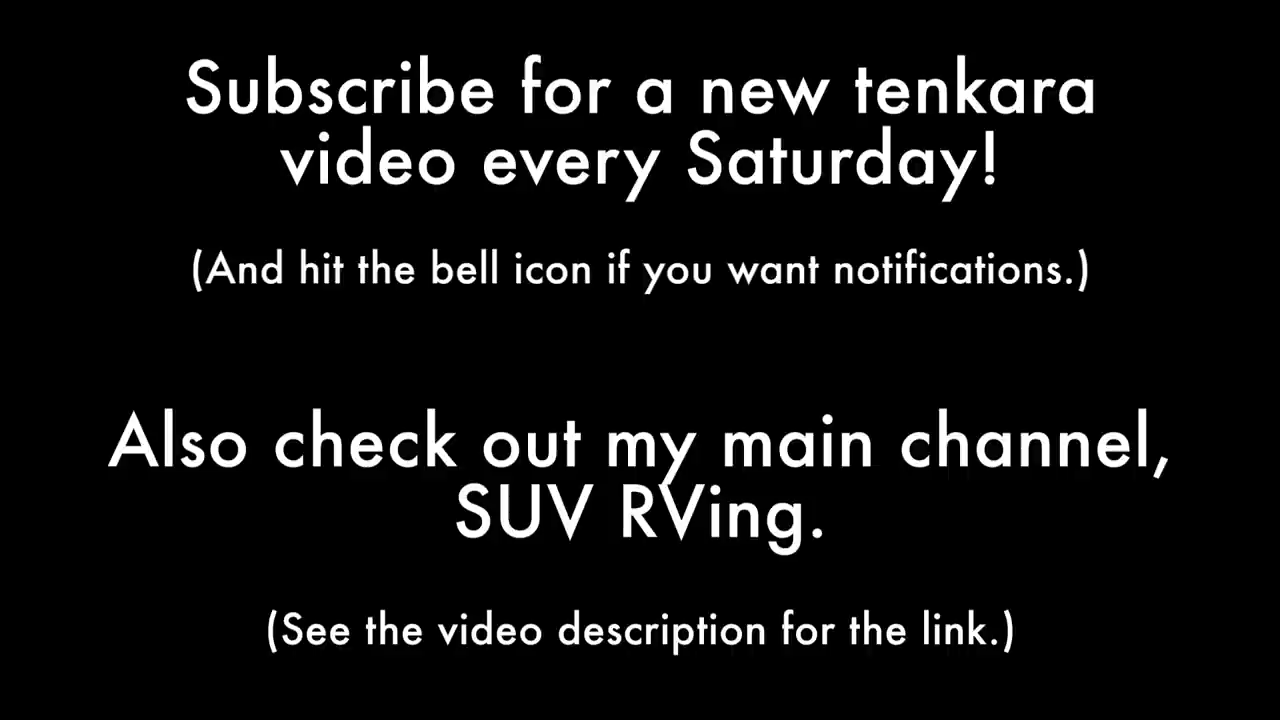 Subscribe for a new tenkara
video every Saturday!
(And hit the bell icon if you want notifications.)
Also check out my main channel,
SUV RVing.
(See the video description for the link.)